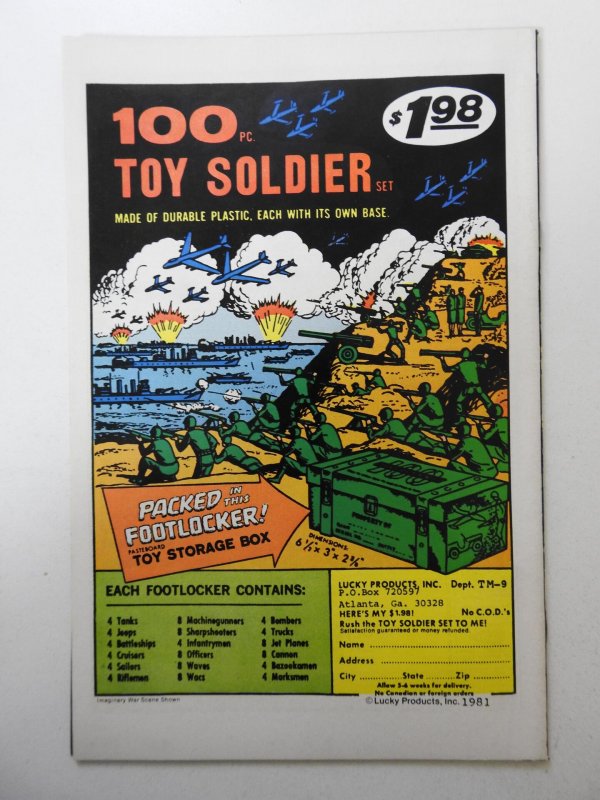 100 PC.
$1.98
TOY SOLDIER SET
MADE OF DURABLE PLASTIC, EACH WITH ITS OWN BASE.
PACKED IN THIS
FOOTLOCKER!
PASTEBOARD
TOY STORAGE BOX
DIMENSIONS:
6 1/2" x 3" x 2 3/8"
PROPERTY OF
EACH FOOTLOCKER CONTAINS:
4 Tanks
4 Jeeps
4 Battleships
4 Cruisers
4 Sailors
4 Riflemen
8 Machinegunners
8 Sharpshooters
4 Infantrymen
8 Officers
8 Waves
8 Wacs
4 Bombers
4 Trucks
8 Jet Planes
8 Cannon
4 Bazookamen
4 Marksmen
LUCKY PRODUCTS, INC. Dept. TM-9
P.O.Box 720597
Atlanta, Ga. 30328
HERE'S MY $1.98! No C.O.D.'s
Rush the TOY SOLDIER SET TO ME!
Satisfaction guaranteed or money refunded.
Name
Address
City State Zip
Allow 5-6 weeks for delivery.
No Canadian or foreign orders
Imaginary War Scene Shown
©Lucky Products, Inc. 1981